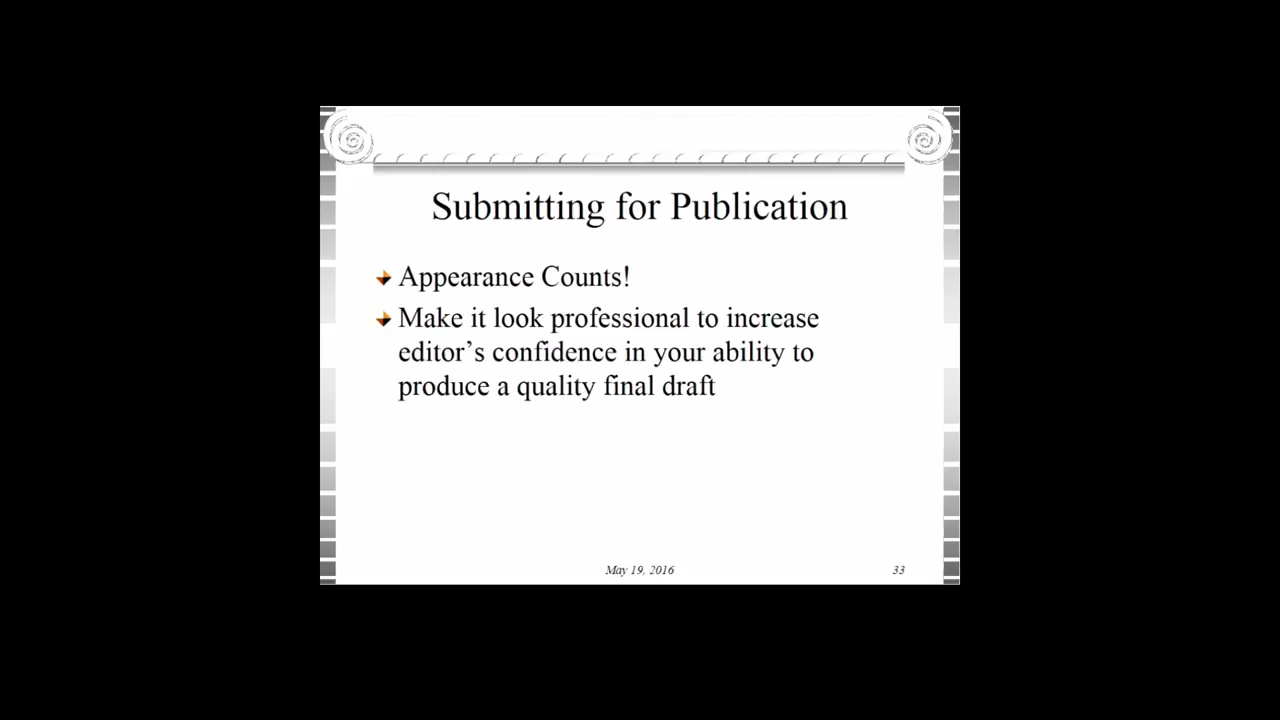 Submitting for Publication
Appearance Counts!
Make it look professional to increase
editor’s confidence in your ability to
produce a quality final draft
May 19, 2016
33